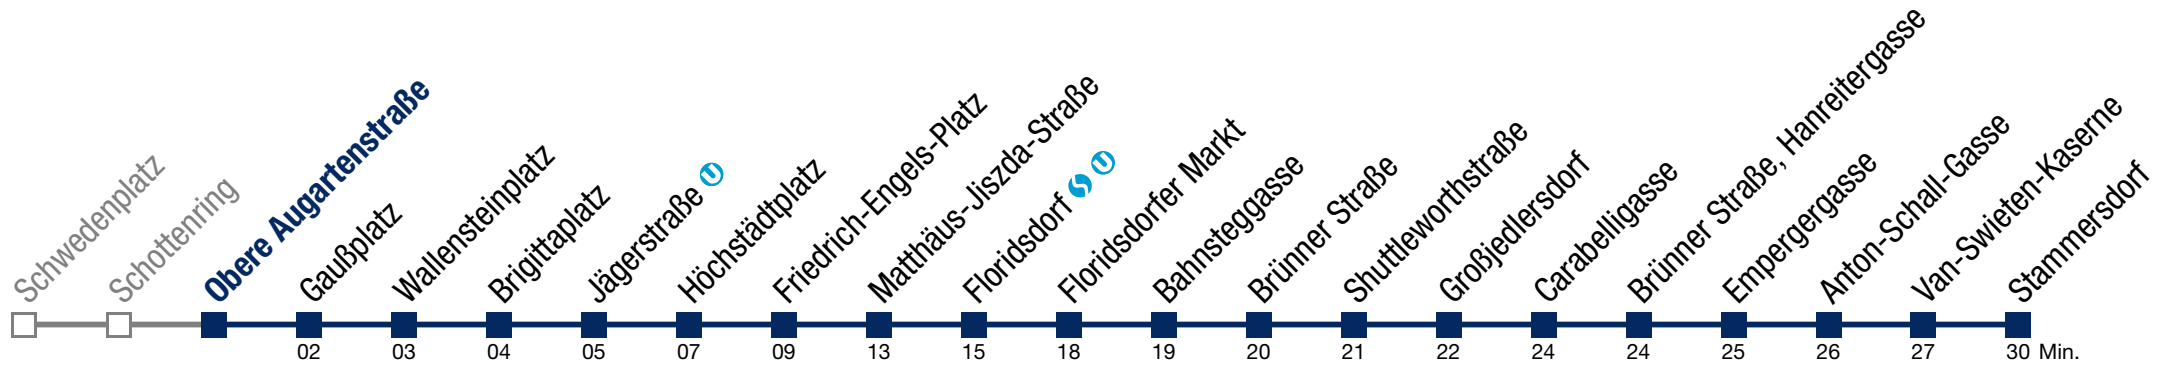 Schwedenplatz
Schottenring
Obere Augartenstraße
Gaußplatz
Wallensteinplatz
Brigittaplatz
Jägerstraße U
Höchstädtplatz
Friedrich-Engels-Platz
Matthäus-Jiszda-Straße
Floridsdorf S U
Floridsdorfer Markt
Bahnsteggasse
Brünner Straße
Shuttleworthstraße
Großjedlersdorf
Carabelligasse
Brünner Straße, Hanreitergasse
Empergergasse
Anton-Schall-Gasse
Van-Swieten-Kaserne
Stammersdorf
02 03 04 05 07 09 13 15 18 19 20 21 22 24 24 25 26 27 30 Min.